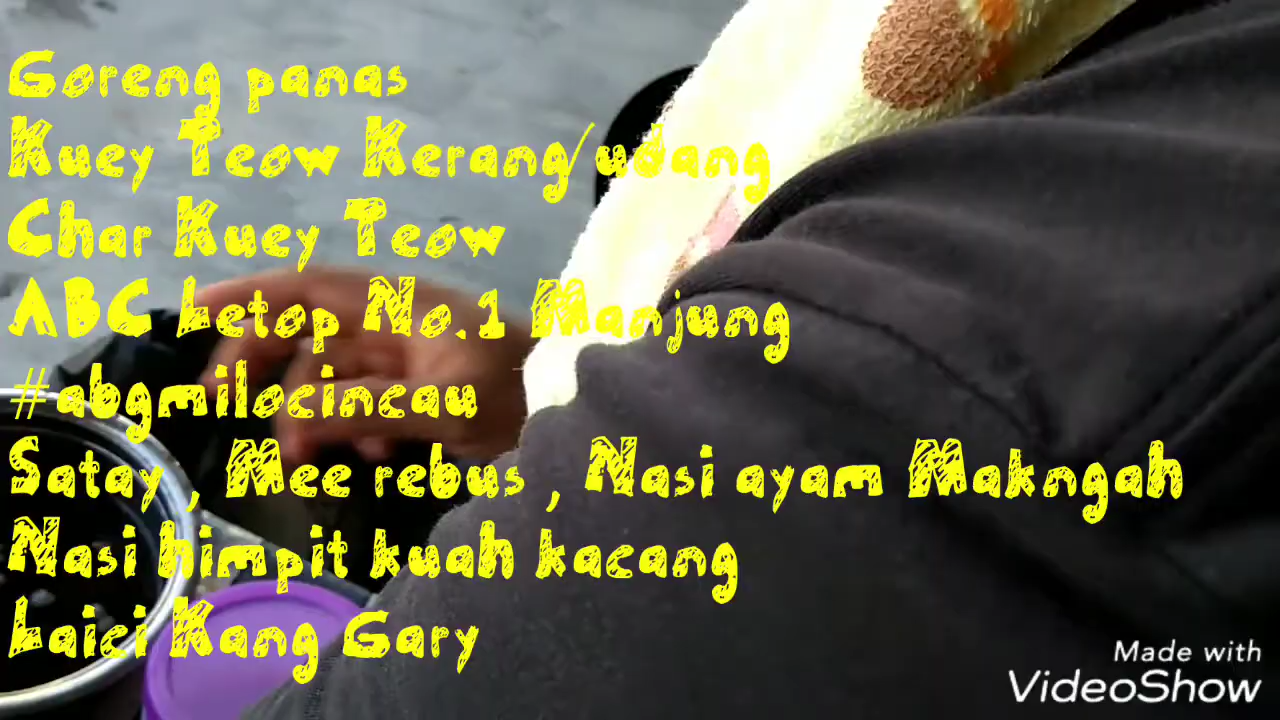 Goreng panas
Kuey Teow Kerang/udang
Char Kuey Teow
ABC Letop No.1 Manjung
#abgmilocincau
Satay , Mee rebus , Nasi ayam Makngah
Nasi himpit kuah kacang
Laici Kang Gary
Made with
VideoShow